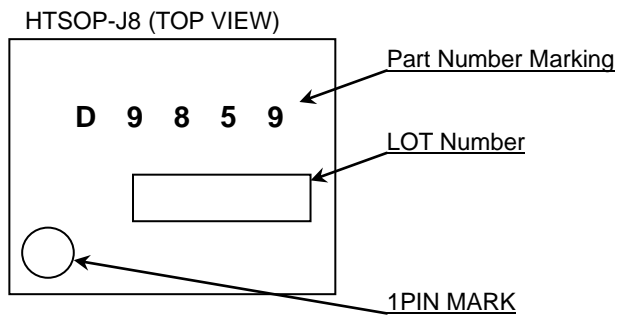 HTSOP-J8 (TOP VIEW)
Part Number Marking
D 9 8 5 9
LOT Number
1PIN MARK